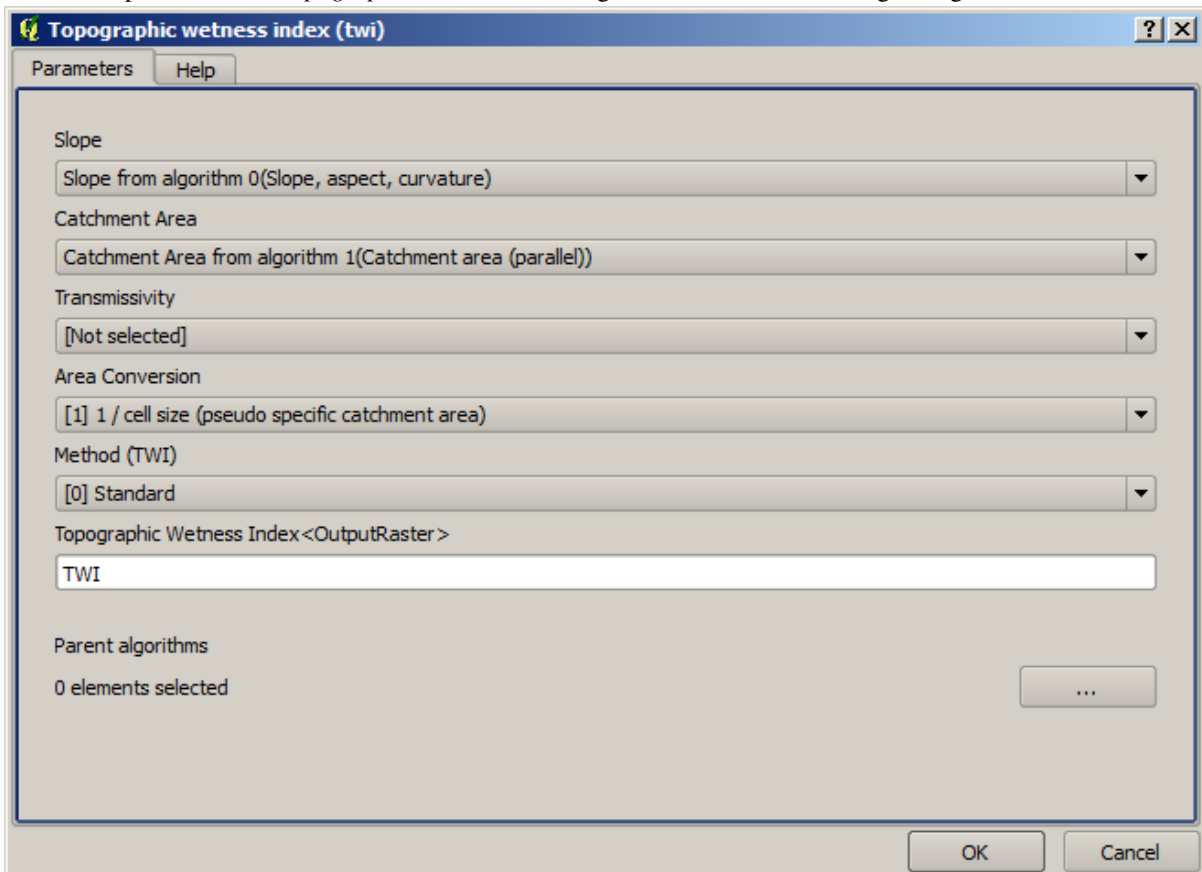 Topographic wetness index (twi)
Parameters Help
Slope
Slope from algorithm 0(Slope, aspect, curvature)
Catchment Area
Catchment Area from algorithm 1(Catchment area (parallel))
Transmissivity
[Not selected]
Area Conversion
[1] 1 / cell size (pseudo specific catchment area)
Method (TWI)
[0] Standard
Topographic Wetness Index<OutputRaster>
TWI
Parent algorithms
0 elements selected
...
OK Cancel